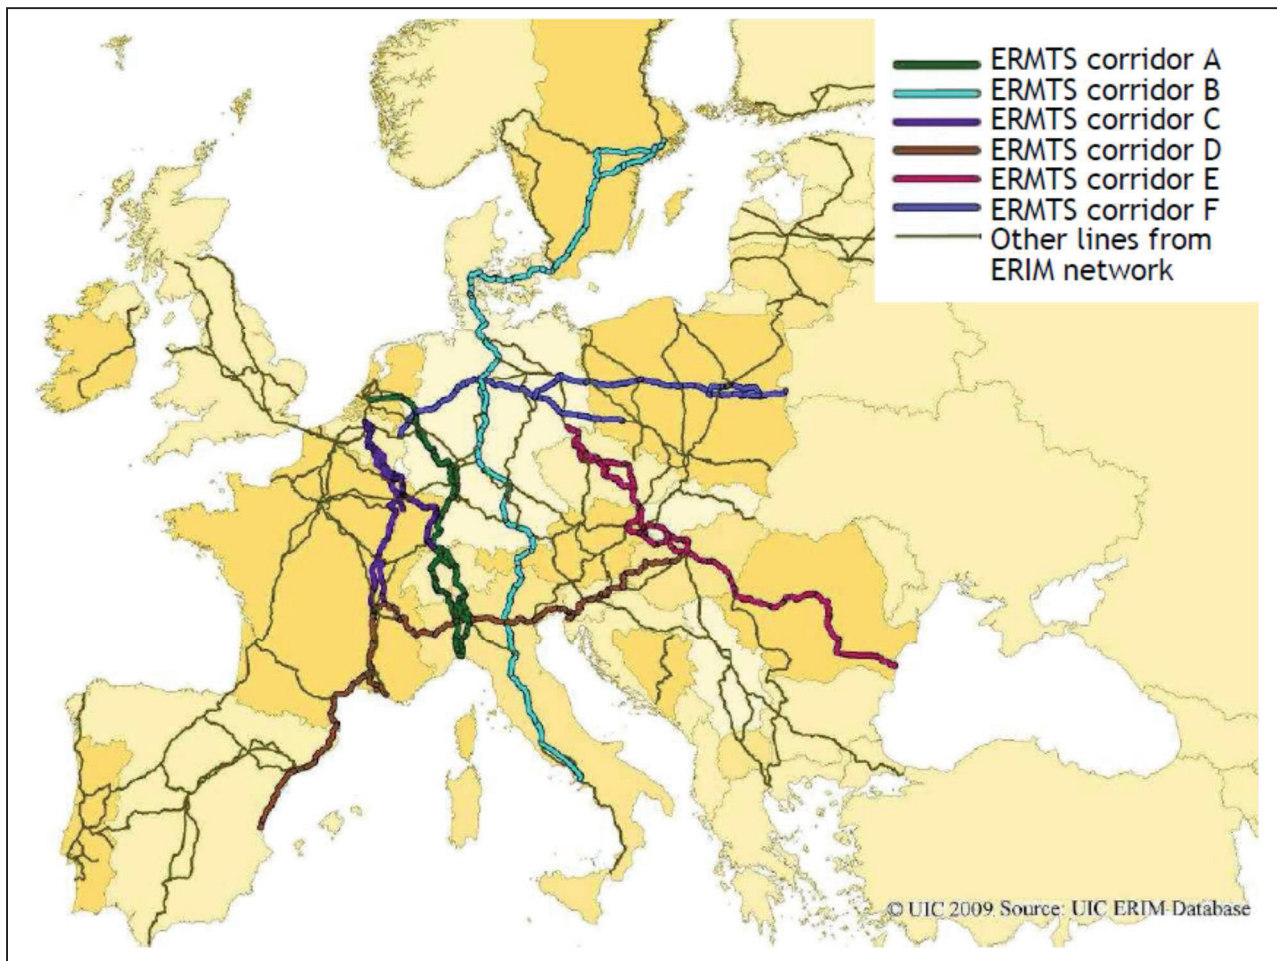 ERMTS corridor A
ERMTS corridor B
ERMTS corridor C
ERMTS corridor D
ERMTS corridor E
ERMTS corridor F
Other lines from
ERIM network
© UIC 2009. Source: UIC ERIM-Database